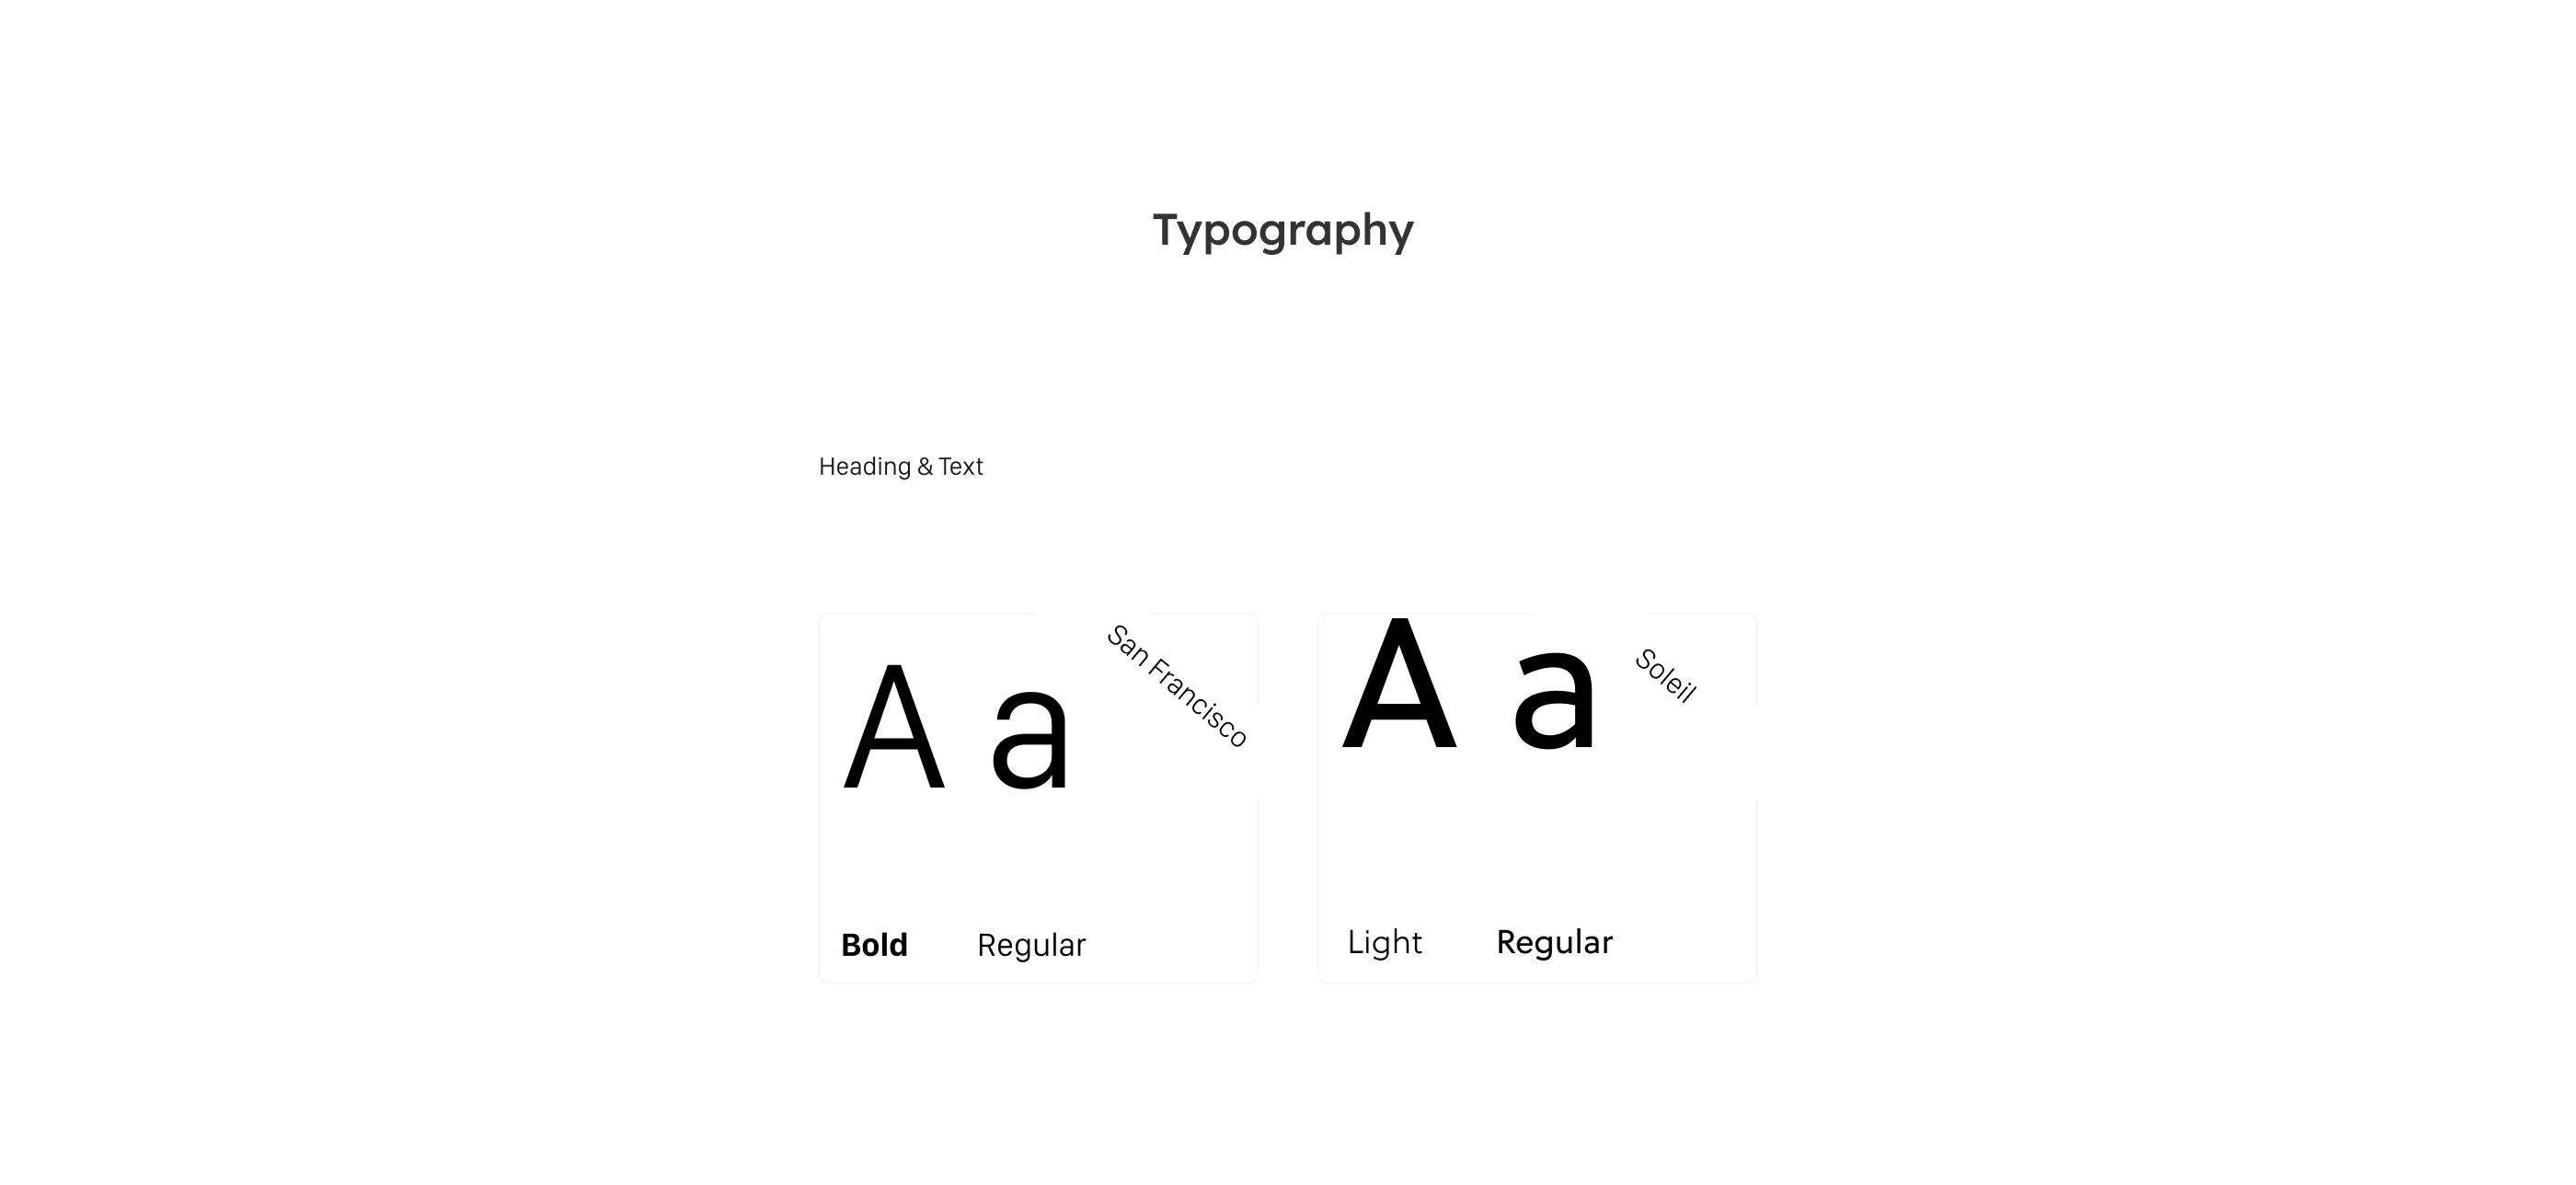 Typography
Heading & Text
A a
San Francisco
Bold Regular
A a
Soleil
Light Regular